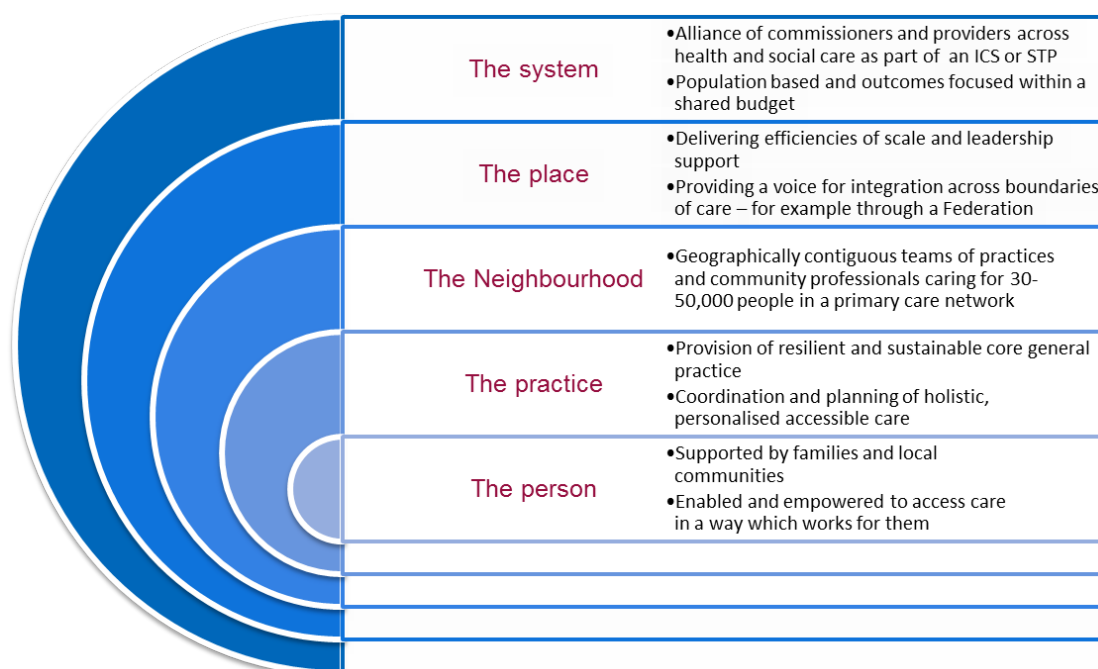 The system
•Alliance of commissioners and providers across
health and social care as part of an ICS or STP
•Population based and outcomes focused within a
shared budget
The place
•Delivering efficiencies of scale and leadership
support
•Providing a voice for integration across boundaries
of care – for example through a Federation
The Neighbourhood
•Geographically contiguous teams of practices
and community professionals caring for 30-
50,000 people in a primary care network
The practice
•Provision of resilient and sustainable core general
practice
•Coordination and planning of holistic,
personalised accessible care
The person
•Supported by families and local
communities
•Enabled and empowered to access care
in a way which works for them